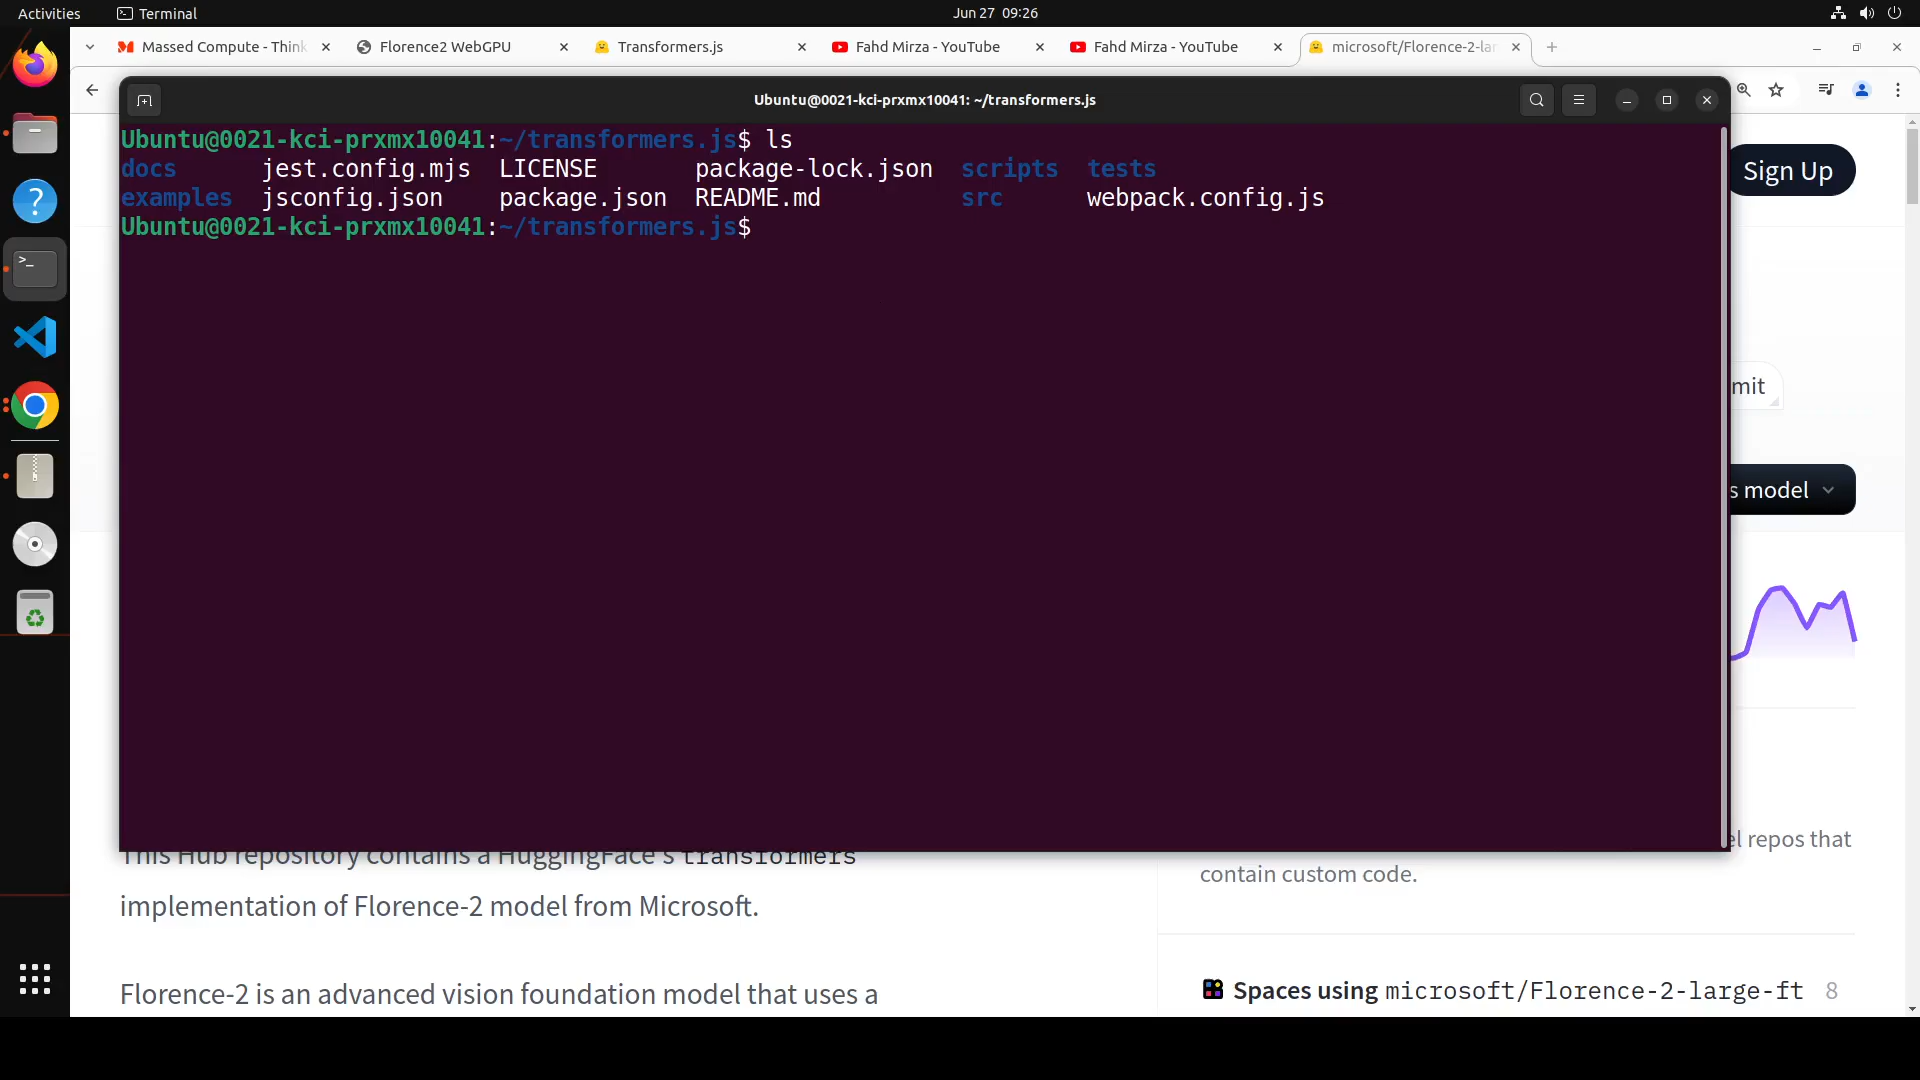 Activities
Terminal
Jun 27 09:26
Massed Compute - Think
Florence2 WebGPU
Transformers.js
Fahd Mirza - YouTube
Fahd Mirza - YouTube
microsoft/Florence-2-lar
Ubuntu@0021-kci-prxmx10041: ~/transformers.js
Ubuntu@0021-kci-prxmx10041:~/transformers.js$ ls
docs jest.config.mjs LICENSE package-lock.json scripts tests
examples jsconfig.json package.json README.md src webpack.config.js
Ubuntu@0021-kci-prxmx10041:~/transformers.js$
Sign Up
mit
s model
This Hub repository contains a HuggingFace's transformers
implementation of Florence-2 model from Microsoft.
Florence-2 is an advanced vision foundation model that uses a
el repos that
contain custom code.
Spaces using microsoft/Florence-2-large-ft 8